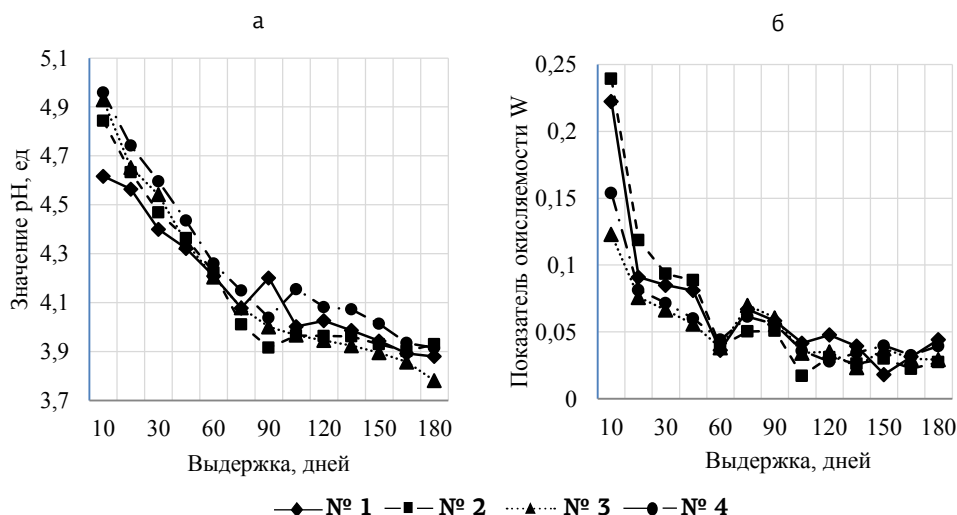 а
б
5,1
4,9
4,7
4,5
4,3
4,1
3,9
3,7
Значение pH, ед
10 30 60 90 120 150 180
Выдержка, дней
0,25
0,2
0,15
0,1
0,05
0
Показатель окисляемости W
10 30 60 90 120 150 180
Выдержка, дней
№ 1 № 2 № 3 № 4